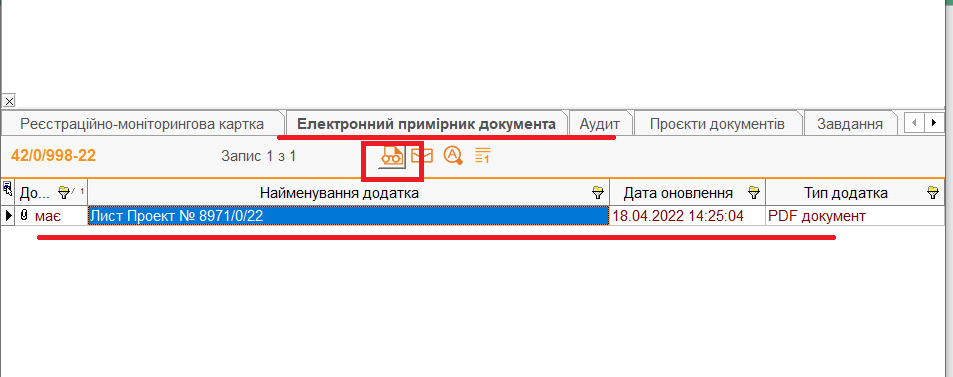 Реєстраційно-моніторингова картка Електронний примірник документа Аудит Проєкти документів Завдання
42/0/998-22 Запис 1 з 1
До... 1 Найменування додатка Дата оновлення Тип додатка
має Лист Проект № 8971/0/22 18.04.2022 14:25:04 PDF документ